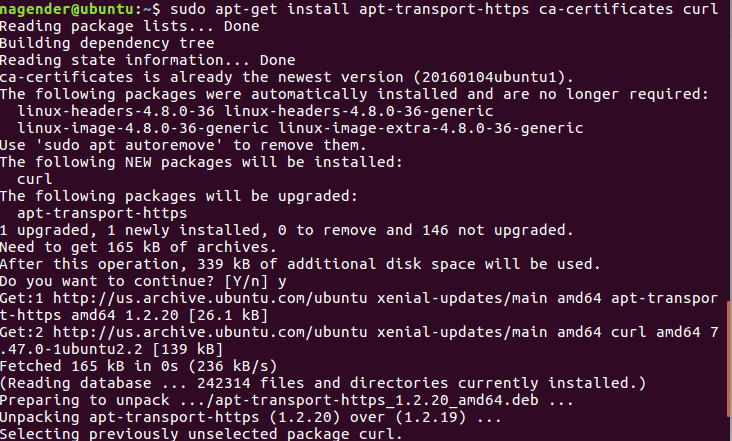 nagender@ubuntu:~$ sudo apt-get install apt-transport-https ca-certificates curl
Reading package lists... Done
Building dependency tree
Reading state information... Done
ca-certificates is already the newest version (20160104ubuntu1).
The following packages were automatically installed and are no longer required:
  linux-headers-4.8.0-36 linux-headers-4.8.0-36-generic
  linux-image-4.8.0-36-generic linux-image-extra-4.8.0-36-generic
Use 'sudo apt autoremove' to remove them.
The following NEW packages will be installed:
  curl
The following packages will be upgraded:
  apt-transport-https
1 upgraded, 1 newly installed, 0 to remove and 146 not upgraded.
Need to get 165 kB of archives.
After this operation, 339 kB of additional disk space will be used.
Do you want to continue? [Y/n] y
Get:1 http://us.archive.ubuntu.com/ubuntu xenial-updates/main amd64 apt-transpor
t-https amd64 1.2.20 [26.1 kB]
Get:2 http://us.archive.ubuntu.com/ubuntu xenial-updates/main amd64 curl amd64 7
.47.0-1ubuntu2.2 [139 kB]
Fetched 165 kB in 0s (236 kB/s)
(Reading database ... 242314 files and directories currently installed.)
Preparing to unpack .../apt-transport-https_1.2.20_amd64.deb ...
Unpacking apt-transport-https (1.2.20) over (1.2.19) ...
Selecting previously unselected package curl.